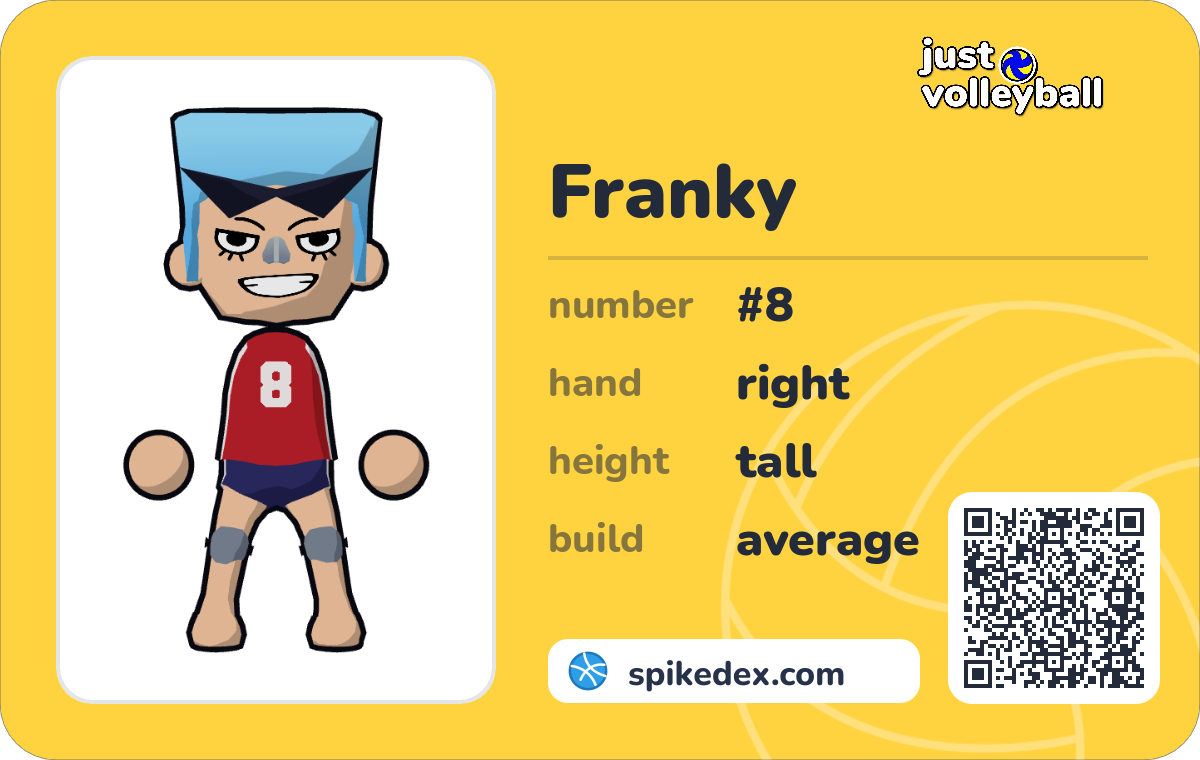 just
volleyball
Franky
number #8
hand right
height tall
build average
8
spikedex.com